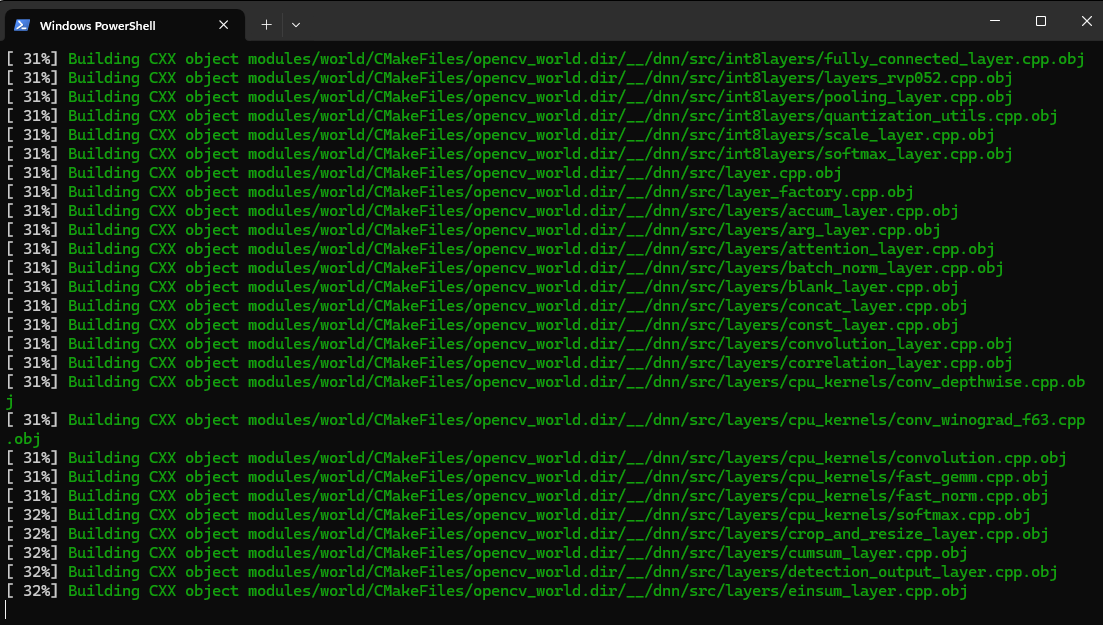 Windows PowerShell
[ 31%] Building CXX object modules/world/CMakeFiles/opencv_world.dir/__/dnn/src/int8layers/fully_connected_layer.cpp.obj
[ 31%] Building CXX object modules/world/CMakeFiles/opencv_world.dir/__/dnn/src/int8layers/layers_rvp052.cpp.obj
[ 31%] Building CXX object modules/world/CMakeFiles/opencv_world.dir/__/dnn/src/int8layers/pooling_layer.cpp.obj
[ 31%] Building CXX object modules/world/CMakeFiles/opencv_world.dir/__/dnn/src/int8layers/quantization_utils.cpp.obj
[ 31%] Building CXX object modules/world/CMakeFiles/opencv_world.dir/__/dnn/src/int8layers/scale_layer.cpp.obj
[ 31%] Building CXX object modules/world/CMakeFiles/opencv_world.dir/__/dnn/src/int8layers/softmax_layer.cpp.obj
[ 31%] Building CXX object modules/world/CMakeFiles/opencv_world.dir/__/dnn/src/layer.cpp.obj
[ 31%] Building CXX object modules/world/CMakeFiles/opencv_world.dir/__/dnn/src/layer_factory.cpp.obj
[ 31%] Building CXX object modules/world/CMakeFiles/opencv_world.dir/__/dnn/src/layers/accum_layer.cpp.obj
[ 31%] Building CXX object modules/world/CMakeFiles/opencv_world.dir/__/dnn/src/layers/arg_layer.cpp.obj
[ 31%] Building CXX object modules/world/CMakeFiles/opencv_world.dir/__/dnn/src/layers/attention_layer.cpp.obj
[ 31%] Building CXX object modules/world/CMakeFiles/opencv_world.dir/__/dnn/src/layers/batch_norm_layer.cpp.obj
[ 31%] Building CXX object modules/world/CMakeFiles/opencv_world.dir/__/dnn/src/layers/blank_layer.cpp.obj
[ 31%] Building CXX object modules/world/CMakeFiles/opencv_world.dir/__/dnn/src/layers/concat_layer.cpp.obj
[ 31%] Building CXX object modules/world/CMakeFiles/opencv_world.dir/__/dnn/src/layers/const_layer.cpp.obj
[ 31%] Building CXX object modules/world/CMakeFiles/opencv_world.dir/__/dnn/src/layers/convolution_layer.cpp.obj
[ 31%] Building CXX object modules/world/CMakeFiles/opencv_world.dir/__/dnn/src/layers/correlation_layer.cpp.obj
[ 31%] Building CXX object modules/world/CMakeFiles/opencv_world.dir/__/dnn/src/layers/cpu_kernels/conv_depthwise.cpp.ob
j
[ 31%] Building CXX object modules/world/CMakeFiles/opencv_world.dir/__/dnn/src/layers/cpu_kernels/conv_winograd_f63.cpp
.obj
[ 31%] Building CXX object modules/world/CMakeFiles/opencv_world.dir/__/dnn/src/layers/cpu_kernels/convolution.cpp.obj
[ 31%] Building CXX object modules/world/CMakeFiles/opencv_world.dir/__/dnn/src/layers/cpu_kernels/fast_gemm.cpp.obj
[ 31%] Building CXX object modules/world/CMakeFiles/opencv_world.dir/__/dnn/src/layers/cpu_kernels/fast_norm.cpp.obj
[ 32%] Building CXX object modules/world/CMakeFiles/opencv_world.dir/__/dnn/src/layers/cpu_kernels/softmax.cpp.obj
[ 32%] Building CXX object modules/world/CMakeFiles/opencv_world.dir/__/dnn/src/layers/crop_and_resize_layer.cpp.obj
[ 32%] Building CXX object modules/world/CMakeFiles/opencv_world.dir/__/dnn/src/layers/cumsum_layer.cpp.obj
[ 32%] Building CXX object modules/world/CMakeFiles/opencv_world.dir/__/dnn/src/layers/detection_output_layer.cpp.obj
[ 32%] Building CXX object modules/world/CMakeFiles/opencv_world.dir/__/dnn/src/layers/einsum_layer.cpp.obj